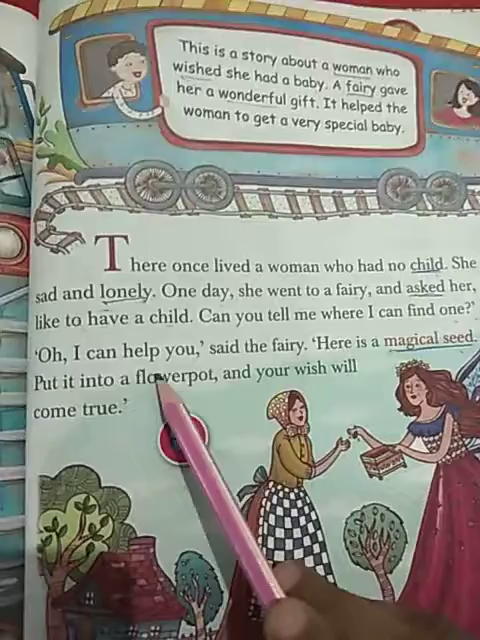 This is a story about a woman who
wished she had a baby. A fairy gave
her a wonderful gift. It helped the
woman to get a very special baby.
There once lived a woman who had no child. She
sad and lonely. One day, she went to a fairy, and asked her,
like to have a child. Can you tell me where I can find one?'
'Oh, I can help you,' said the fairy. 'Here is a magical seed.
Put it into a flowerpot, and your wish will
come true.'